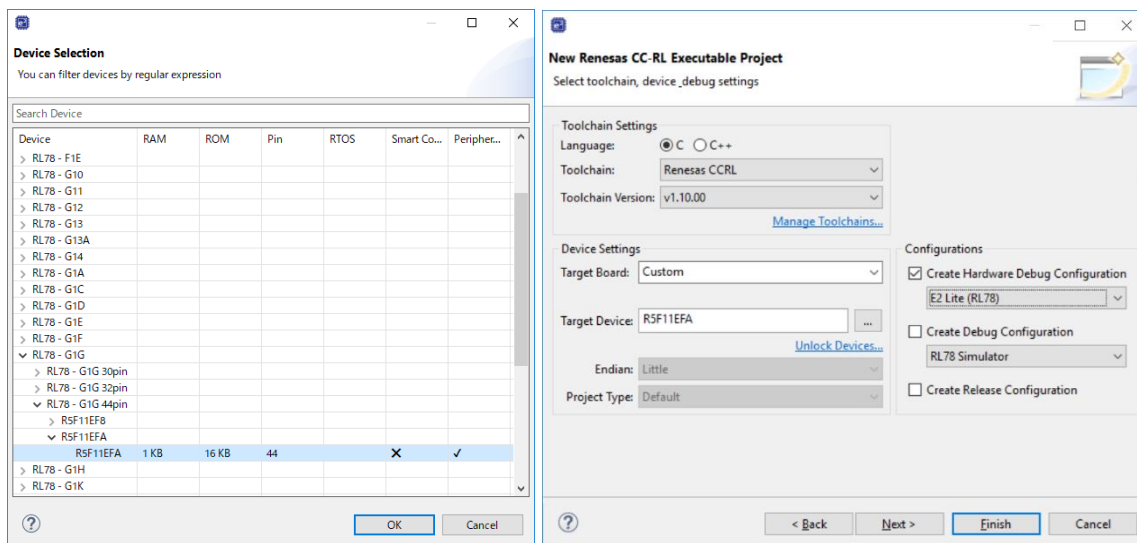 Device Selection
You can filter devices by regular expression
Search Device
Device RAM ROM Pin RTOS Smart Co... Peripher...
RL78 - F1E
RL78 - G10
RL78 - G11
RL78 - G12
RL78 - G13
RL78 - G13A
RL78 - G14
RL78 - G1A
RL78 - G1C
RL78 - G1D
RL78 - G1E
RL78 - G1F
RL78 - G1G
RL78 - G1G 30pin
RL78 - G1G 32pin
RL78 - G1G 44pin
R5F11EF8
R5F11EFA
R5F11EFA 1 KB 16 KB 44
RL78 - G1H
RL78 - G1K
OK Cancel
New Renesas CC-RL Executable Project
Select toolchain, device_debug settings
Toolchain Settings
Language: C C++
Toolchain: Renesas CCRL
Toolchain Version: v1.10.00
Manage Toolchains...
Device Settings
Target Board: Custom
Target Device: R5F11EFA ...
Unlock Devices...
Endian: Little
Project Type: Default
Configurations
Create Hardware Debug Configuration
E2 Lite (RL78)
Create Debug Configuration
RL78 Simulator
Create Release Configuration
< Back Next > Finish Cancel